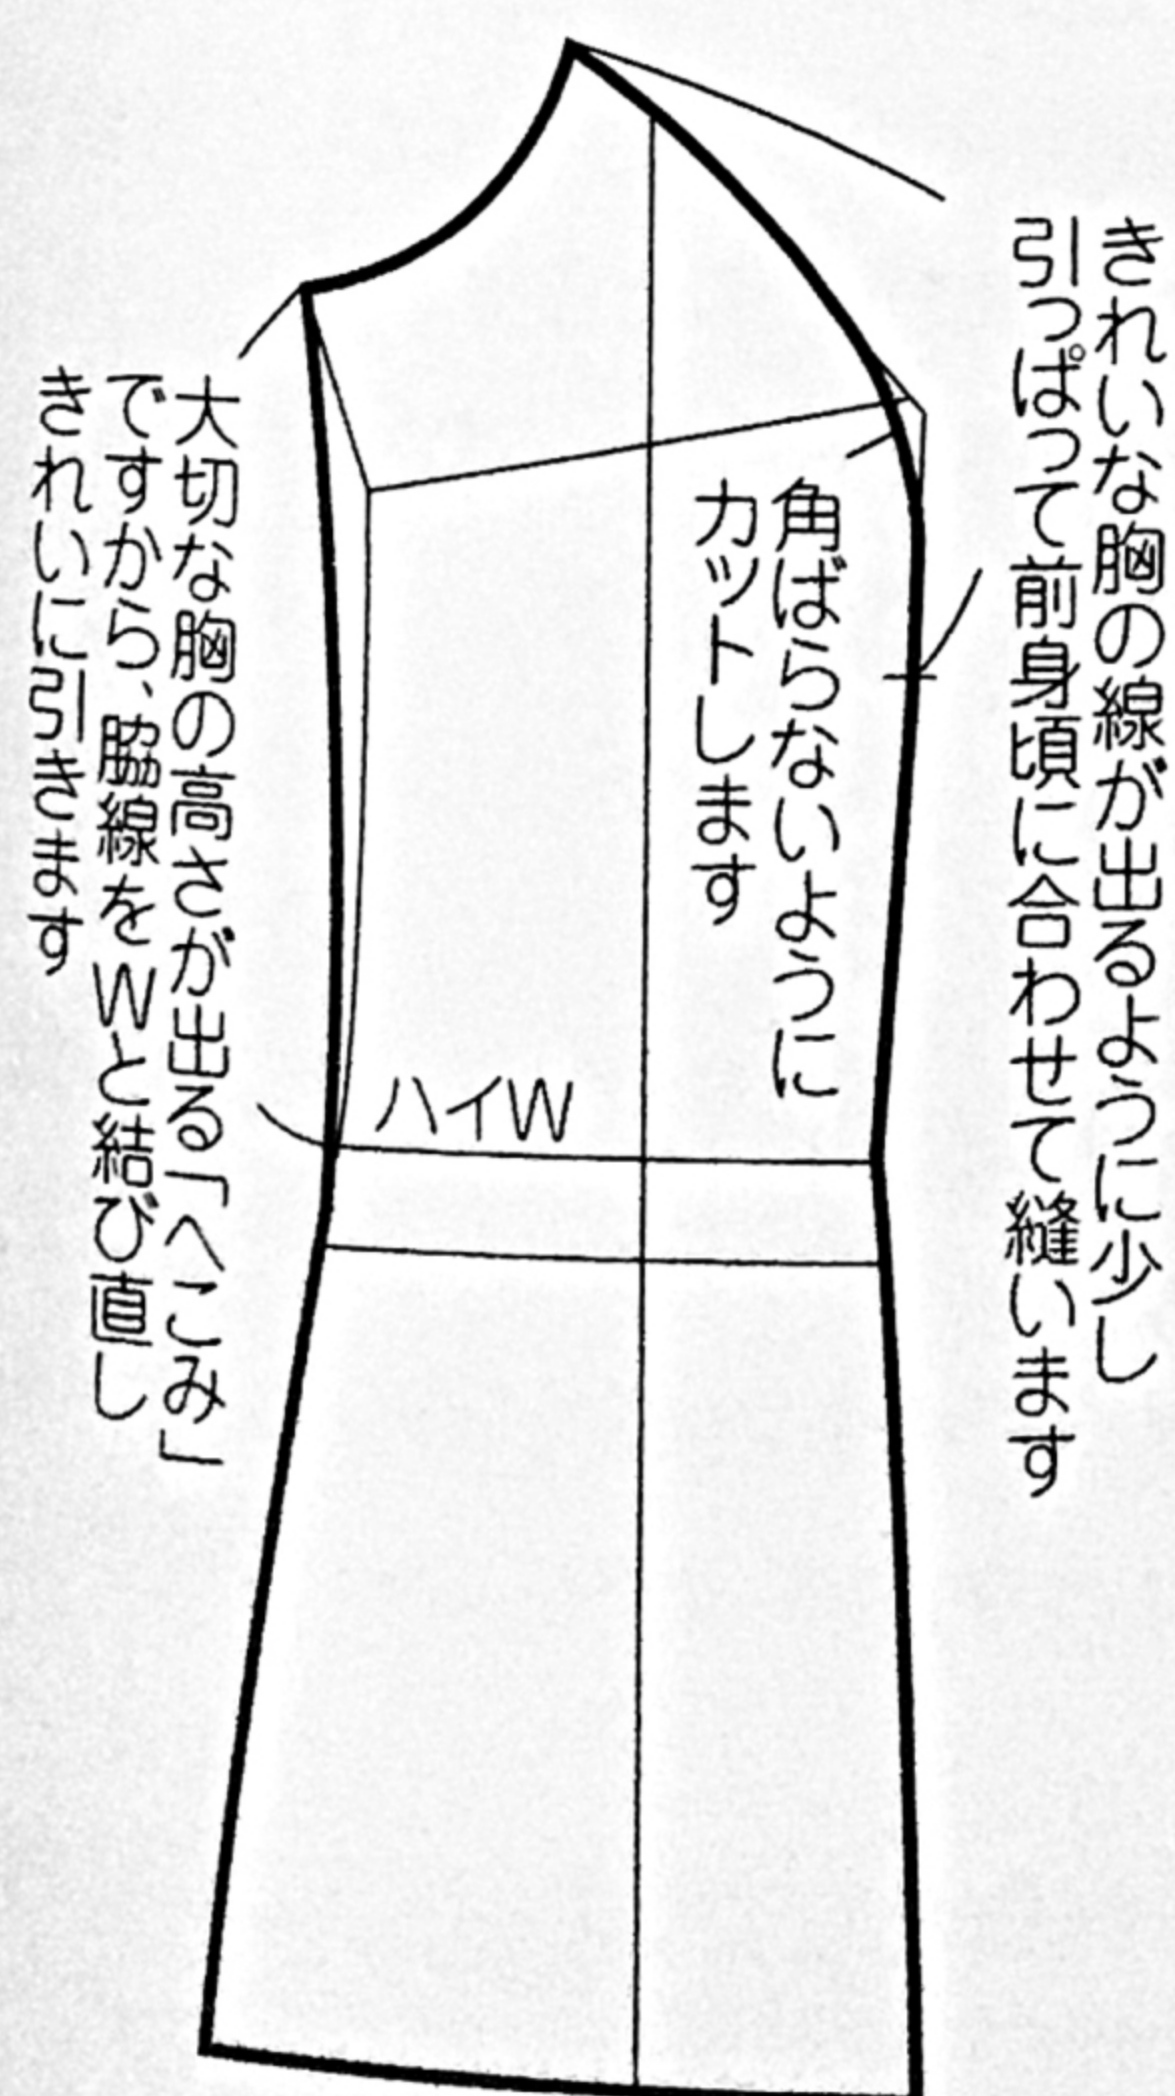 きれいな胸の線が出るように少し
引っぱって前身頃に合わせて縫います
角ばらないように
カットします
ハイW
大切な胸の高さが出る「へこみ」
ですから、脇線をWと結び直し
きれいに引きます